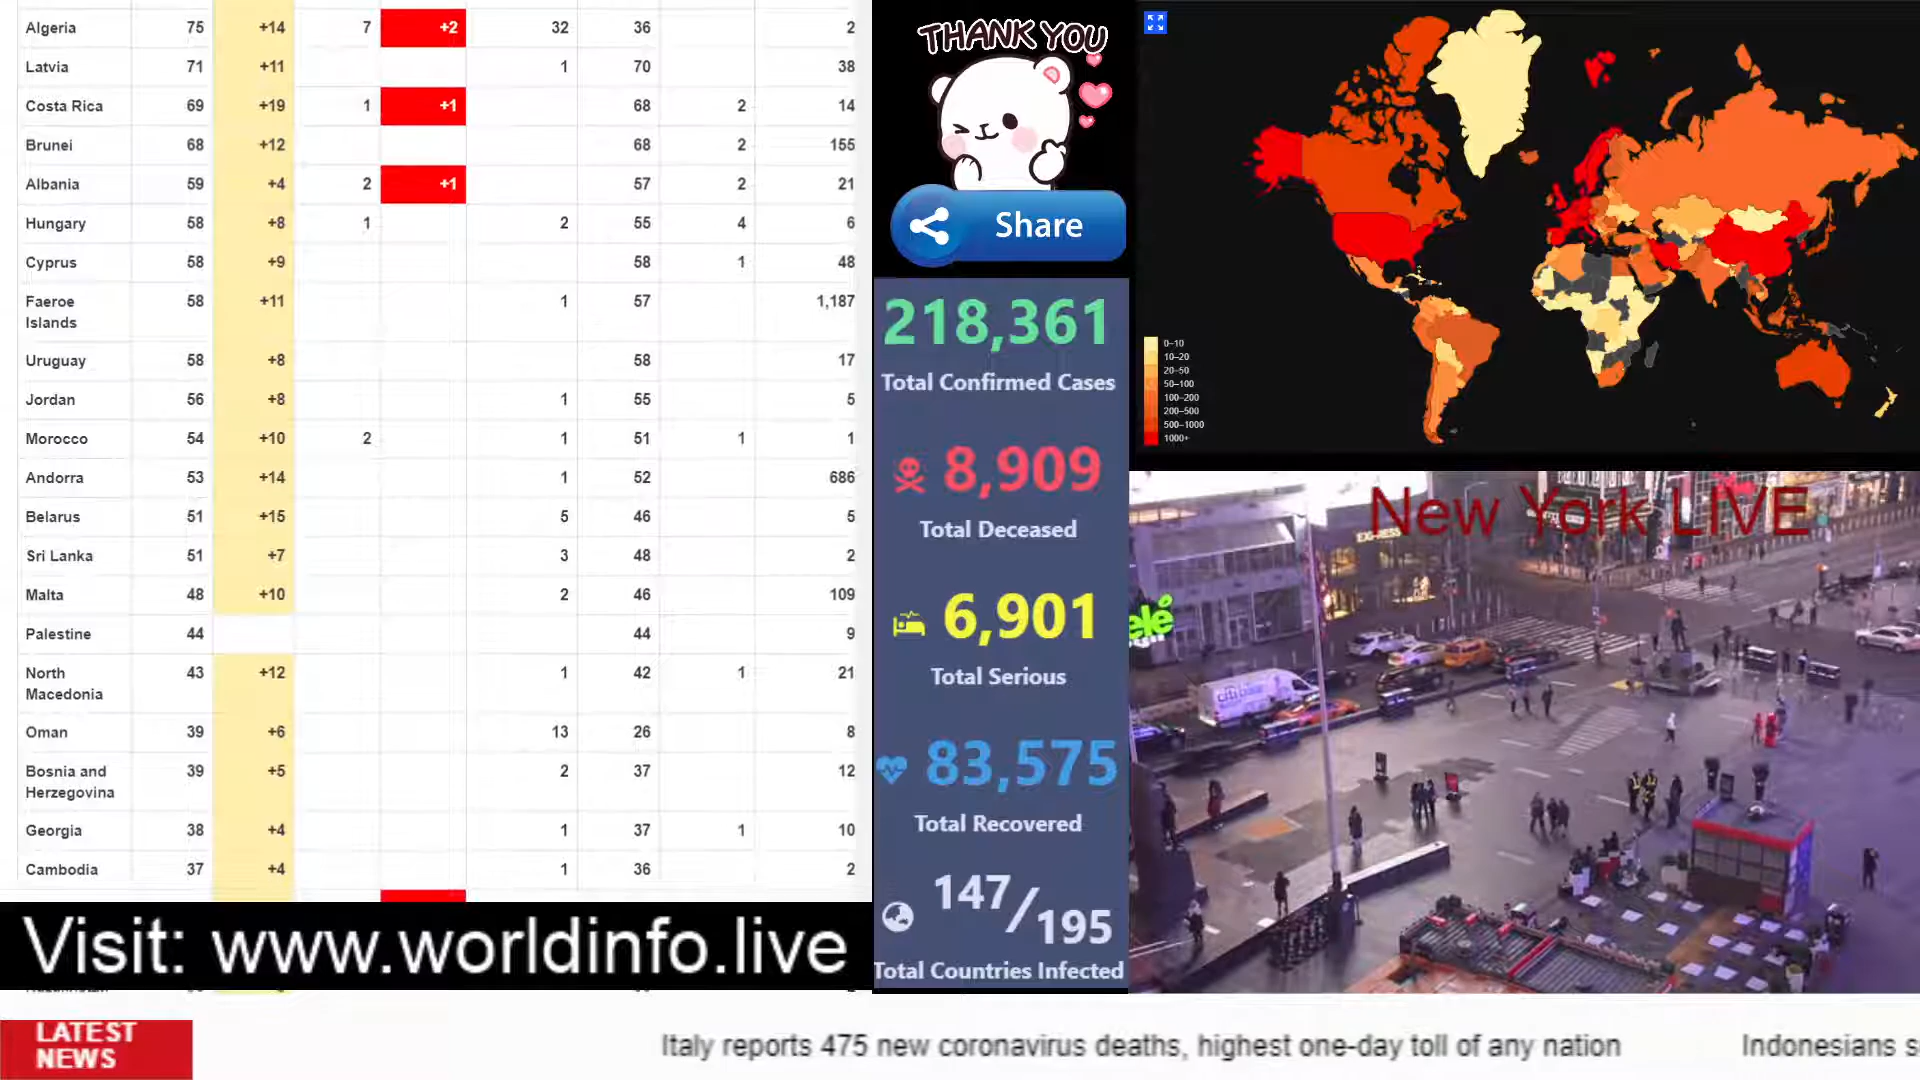 Algeria 75 +14 7 +2 32 36 2
Latvia 71 +11 1 70 38
Costa Rica 69 +19 1 +1 68 2 14
Brunei 68 +12 68 2 155
Albania 59 +4 2 +1 57 2 21
Hungary 58 +8 1 2 55 4 6
Cyprus 58 +9 58 1 48
Faeroe 58 +11 1 57 1,187
Islands
Uruguay 58 +8 58 17
Jordan 56 +8 1 55 5
Morocco 54 +10 2 1 51 1 1
Andorra 53 +14 1 52 686
Belarus 51 +15 5 46 5
Sri Lanka 51 +7 3 48 2
Malta 48 +10 2 46 109
Palestine 44 44 9
North 43 +12 1 42 1 21
Macedonia
Oman 39 +6 13 26 8
Bosnia and 39 +5 2 37 12
Herzegovina
Georgia 38 +4 1 37 1 10
Cambodia 37 +4 1 36 2
Visit: www.worldinfo.live
THANK YOU
Share
218,361
Total Confirmed Cases
8,909
Total Deceased
6,901
Total Serious
83,575
Total Recovered
147/195
Total Countries Infected
0–10
10–20
20–50
50–100
100–200
200–500
500–1000
1000+
New York LIVE
EXPRESS
elé
citi
LATEST
NEWS
Italy reports 475 new coronavirus deaths, highest one-day toll of any nation
Indonesians s